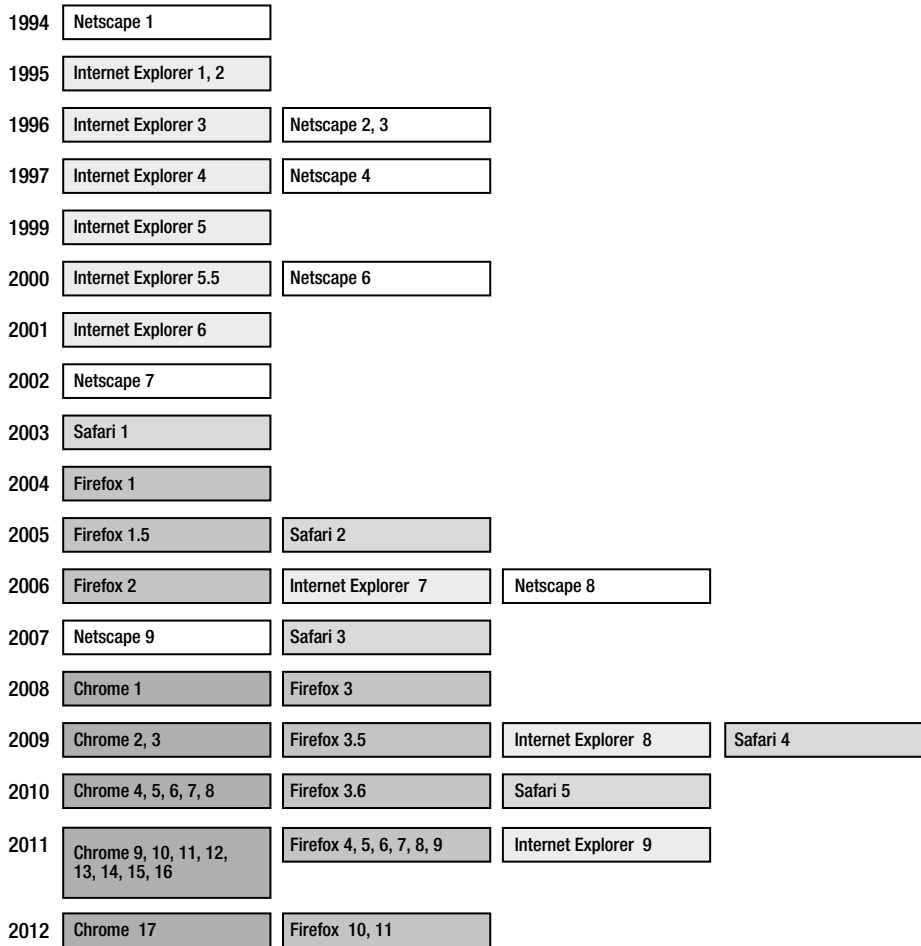 1994 Netscape 1
1995 Internet Explorer 1, 2
1996 Internet Explorer 3 Netscape 2, 3
1997 Internet Explorer 4 Netscape 4
1999 Internet Explorer 5
2000 Internet Explorer 5.5 Netscape 6
2001 Internet Explorer 6
2002 Netscape 7
2003 Safari 1
2004 Firefox 1
2005 Firefox 1.5 Safari 2
2006 Firefox 2 Internet Explorer 7 Netscape 8
2007 Netscape 9 Safari 3
2008 Chrome 1 Firefox 3
2009 Chrome 2, 3 Firefox 3.5 Internet Explorer 8 Safari 4
2010 Chrome 4, 5, 6, 7, 8 Firefox 3.6 Safari 5
2011 Chrome 9, 10, 11, 12,
13, 14, 15, 16
Firefox 4, 5, 6, 7, 8, 9 Internet Explorer 9
2012 Chrome 17 Firefox 10, 11